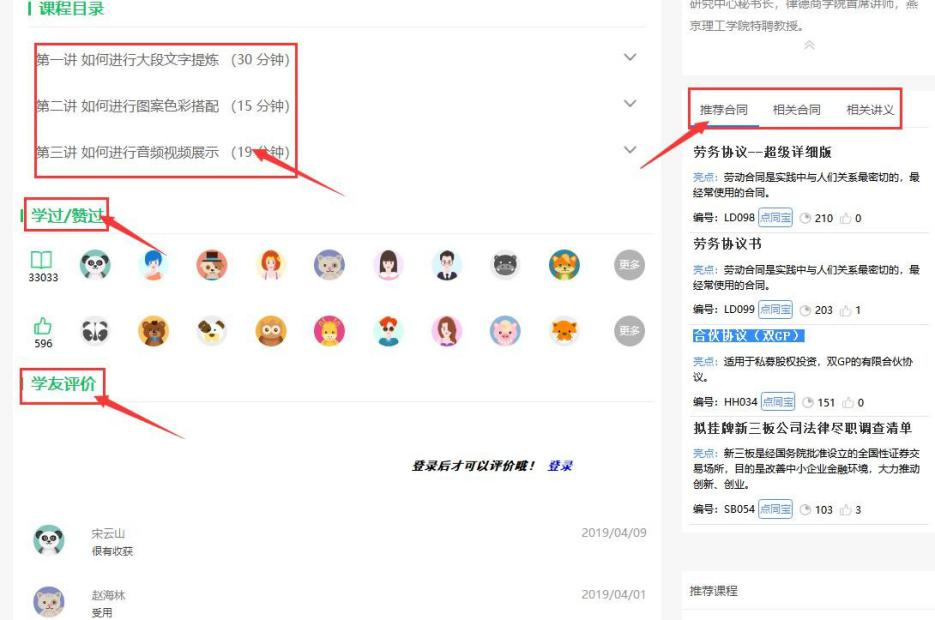 课程目录
第一讲 如何进行大段文字提炼 （30 分钟）
第二讲 如何进行图案色彩搭配 （15 分钟）
第三讲 如何进行音频视频展示 （19 分钟）
学过/赞过
33033
更多
596
更多
学友评价
登录后才可以评价哦！ 登录
宋云山
2019/04/09
很有收获
赵海林
2019/04/01
受用
研究中心秘书长，律德商学院首席讲师，燕
京理工学院特聘教授。
推荐合同 相关合同 相关讲义
劳务协议--超级详细版
亮点：劳动合同是实践中与人们关系最密切的，最
经常使用的合同。
编号：LD098 点同宝 210 0
劳务协议书
亮点：劳动合同是实践中与人们关系最密切的，最
经常使用的合同。
编号：LD099 点同宝 203 1
合伙协议（双GP）
亮点：适用于私募股权投资，双GP的有限合伙协
议。
编号：HH034 点同宝 151 0
拟挂牌新三板公司法律尽职调查清单
亮点：新三板是经国务院批准设立的全国性证券交
易场所，目的是改善中小企业金融环境，大力推动
创新、创业。
编号：SB054 点同宝 103 3
推荐课程